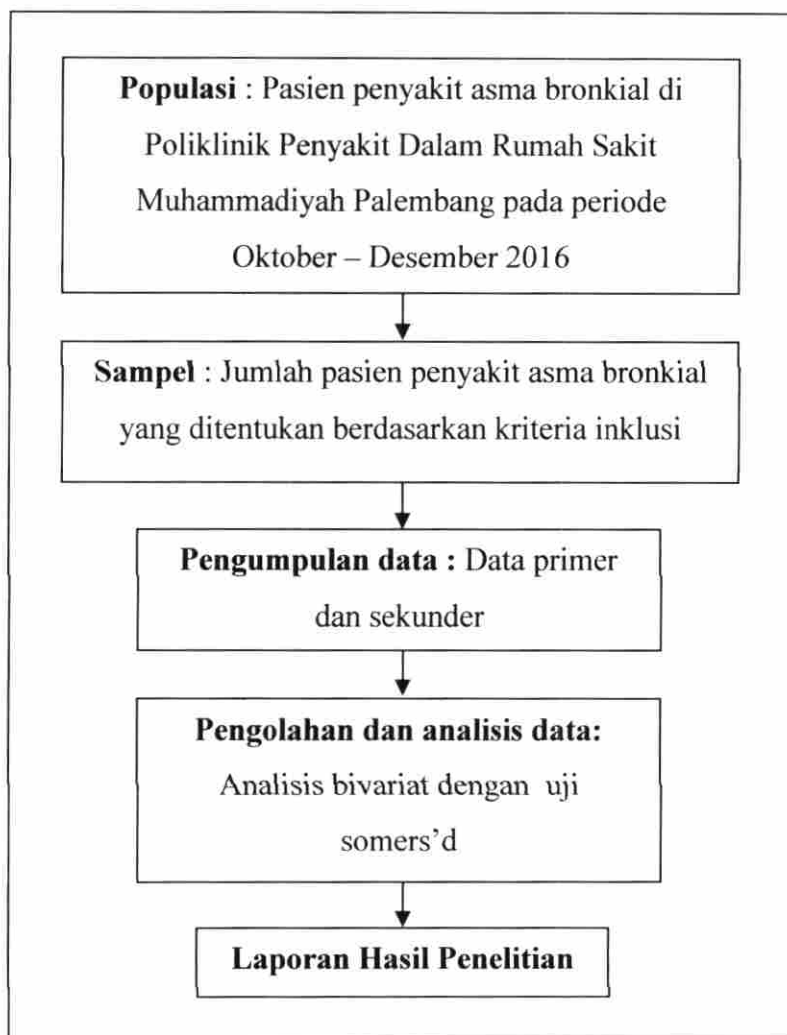 Populasi : Pasien penyakit asma bronkial di
Poliklinik Penyakit Dalam Rumah Sakit
Muhammadiyah Palembang pada periode
Oktober – Desember 2016
Sampel : Jumlah pasien penyakit asma bronkial
yang ditentukan berdasarkan kriteria inklusi
Pengumpulan data : Data primer
dan sekunder
Pengolahan dan analisis data:
Analisis bivariat dengan uji
somers’d
Laporan Hasil Penelitian